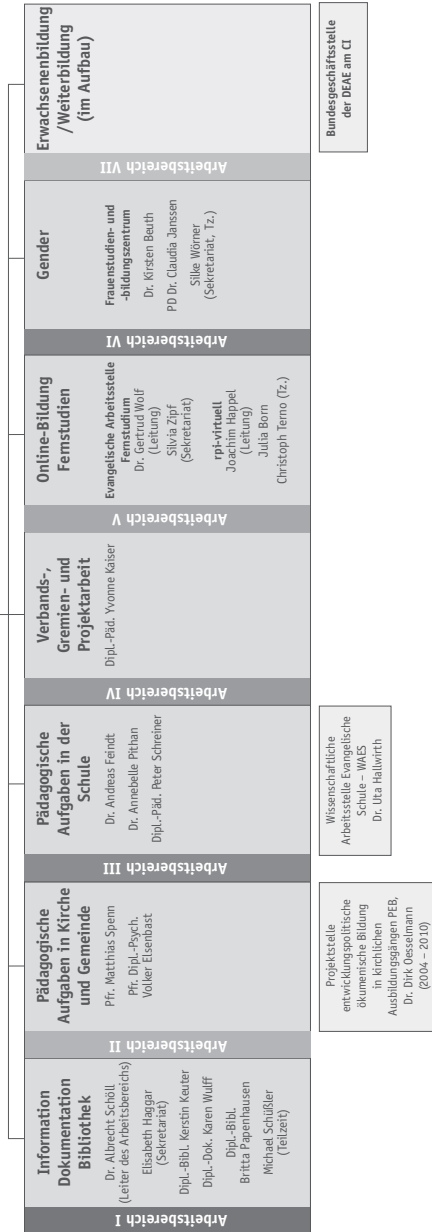 Arbeitsbereich I
Information
Dokumentation
Bibliothek
Dr. Albrecht Schöll
(Leiter des Arbeitsbereichs)
Elisabeth Haggar
(Sekretariat)
Dipl.-Bibl. Kerstin Keuter
Dipl.-Dok. Karen Wulff
Dipl.-Bibl.
Britta Papenhausen
Michael Schüßler
(Teilzeit)
Arbeitsbereich II
Pädagogische
Aufgaben in Kirche
und Gemeinde
Pfr. Matthias Spenn
Pfr. Dipl.-Psych.
Volker Elsenbast
Projektstelle
entwicklungspolitische
ökumenische Bildung
in kirchlichen
Ausbildungsgängen PEB,
Dr. Dirk Oesselmann
(2004 – 2010)
Arbeitsbereich III
Pädagogische
Aufgaben in der
Schule
Dr. Andreas Feindt
Dr. Annebelle Pithan
Dipl.-Päd. Peter Schreiner
Wissenschaftliche
Arbeitsstelle Evangelische
Schule – WAES
Dr. Uta Hallwirth
Arbeitsbereich IV
Verbands-,
Gremien- und
Projektarbeit
Dipl.-Päd. Yvonne Kaiser
Arbeitsbereich V
Online-Bildung
Fernstudien
Evangelische Arbeitsstelle
Fernstudium
Dr. Gertrud Wolf
(Leitung)
Silvia Zipf
(Sekretariat)
rpi-virtuell
Joachim Happel
(Leitung)
Julia Born
Christoph Terno (Tz.)
Arbeitsbereich VI
Gender
Frauenstudien- und
-bildungszentrum
Dr. Kirsten Beuth
PD Dr. Claudia Janssen
Silke Wörner
(Sekretariat, Tz.)
Arbeitsbereich VII
Erwachsenenbildung
/Weiterbildung
(im Aufbau)
Bundesgeschäftsstelle
der DEAE am CI